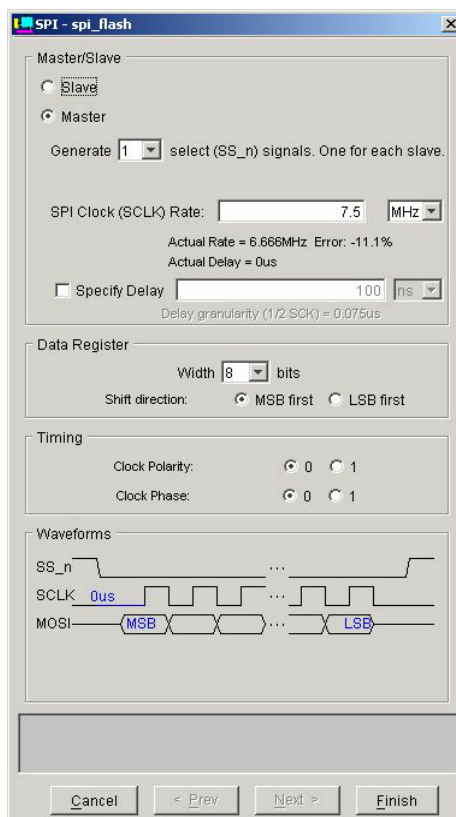 SPI - spi_flash
Master/Slave
Slave
Master
Generate 1 select (SS_n) signals. One for each slave.
SPI Clock (SCLK) Rate: 7.5 MHz
Actual Rate = 6.666MHz Error: -11.1%
Actual Delay = 0us
Specify Delay 100 ns
Delay granularity (1/2 SCK) = 0.075us
Data Register
Width 8 bits
Shift direction: MSB first LSB first
Timing
Clock Polarity: 0 1
Clock Phase: 0 1
Waveforms
SS_n ...
SCLK 0us ...
MOSI MSB ... LSB
Cancel < Prev Next > Finish